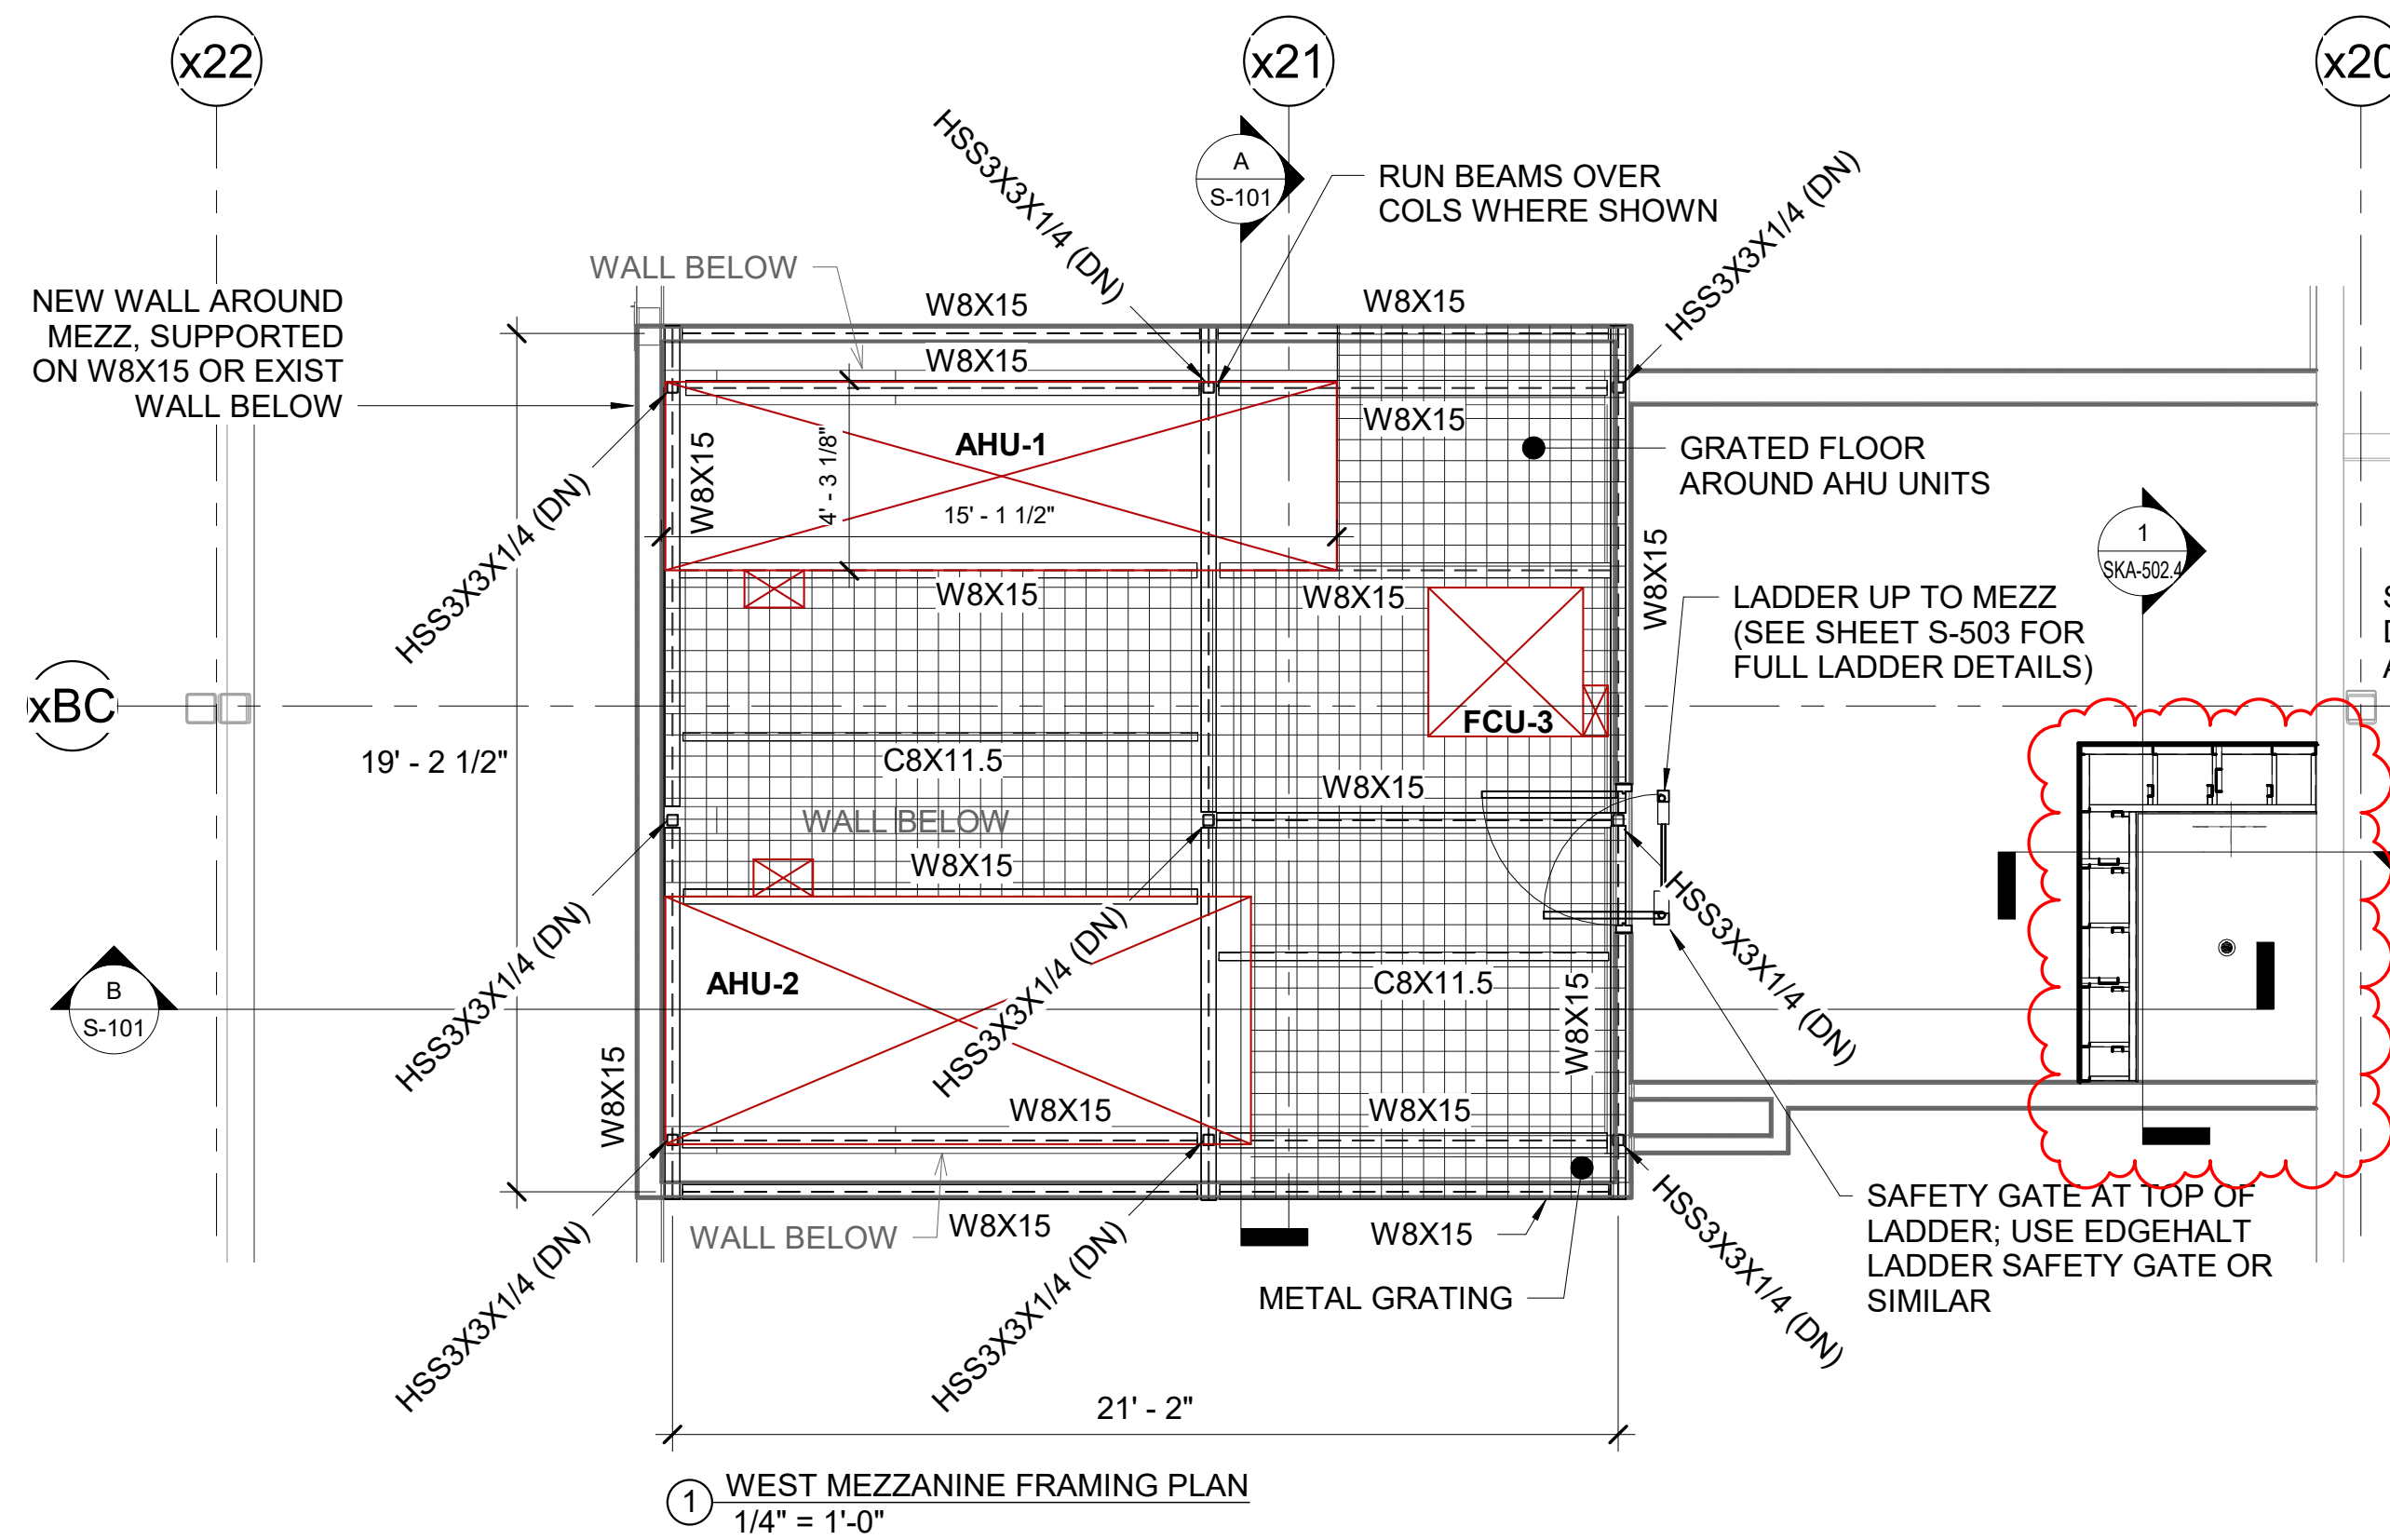 x22
x21
x20
HSS3X3X1/4 (DN)
A
S-101
RUN BEAMS OVER
COLS WHERE SHOWN
HSS3X3X1/4 (DN)
WALL BELOW
NEW WALL AROUND
MEZZ, SUPPORTED
ON W8X15 OR EXIST
WALL BELOW
W8X15
W8X15
W8X15
W8X15
AHU-1
W8X15
4' - 3 1/8"
15' - 1 1/2"
GRATED FLOOR
AROUND AHU UNITS
HSS3X3X1/4 (DN)
W8X15
W8X15
W8X15
1
SKA-502.4
LADDER UP TO MEZZ
(SEE SHEET S-503 FOR
FULL LADDER DETAILS)
xBC
FCU-3
19' - 2 1/2"
C8X11.5
W8X15
WALL BELOW
W8X15
HSS3X3X1/4 (DN)
HSS3X3X1/4 (DN)
HSS3X3X1/4 (DN)
AHU-2
C8X11.5
W8X15
B
S-101
W8X15
W8X15
W8X15
WALL BELOW
W8X15
W8X15
SAFETY GATE AT TOP OF
LADDER; USE EDGEHALT
LADDER SAFETY GATE OR
SIMILAR
METAL GRATING
HSS3X3X1/4 (DN)
HSS3X3X1/4 (DN)
HSS3X3X1/4 (DN)
21' - 2"
1
WEST MEZZANINE FRAMING PLAN
1/4" = 1'-0"